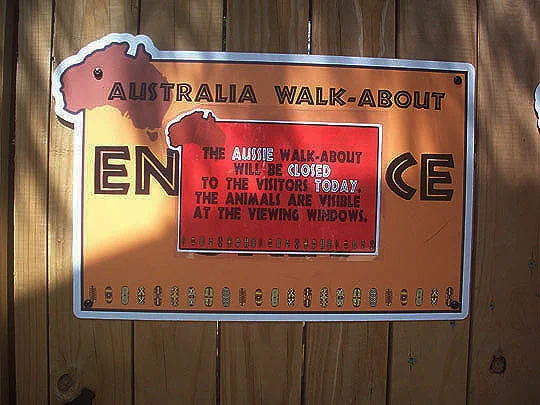 AUSTRALIA WALK-ABOUT
EN CE
THE AUSSIE WALK-ABOUT
WILL BE CLOSED
TO THE VISITORS TODAY.
THE ANIMALS ARE VISIBLE
AT THE VIEWING WINDOWS.